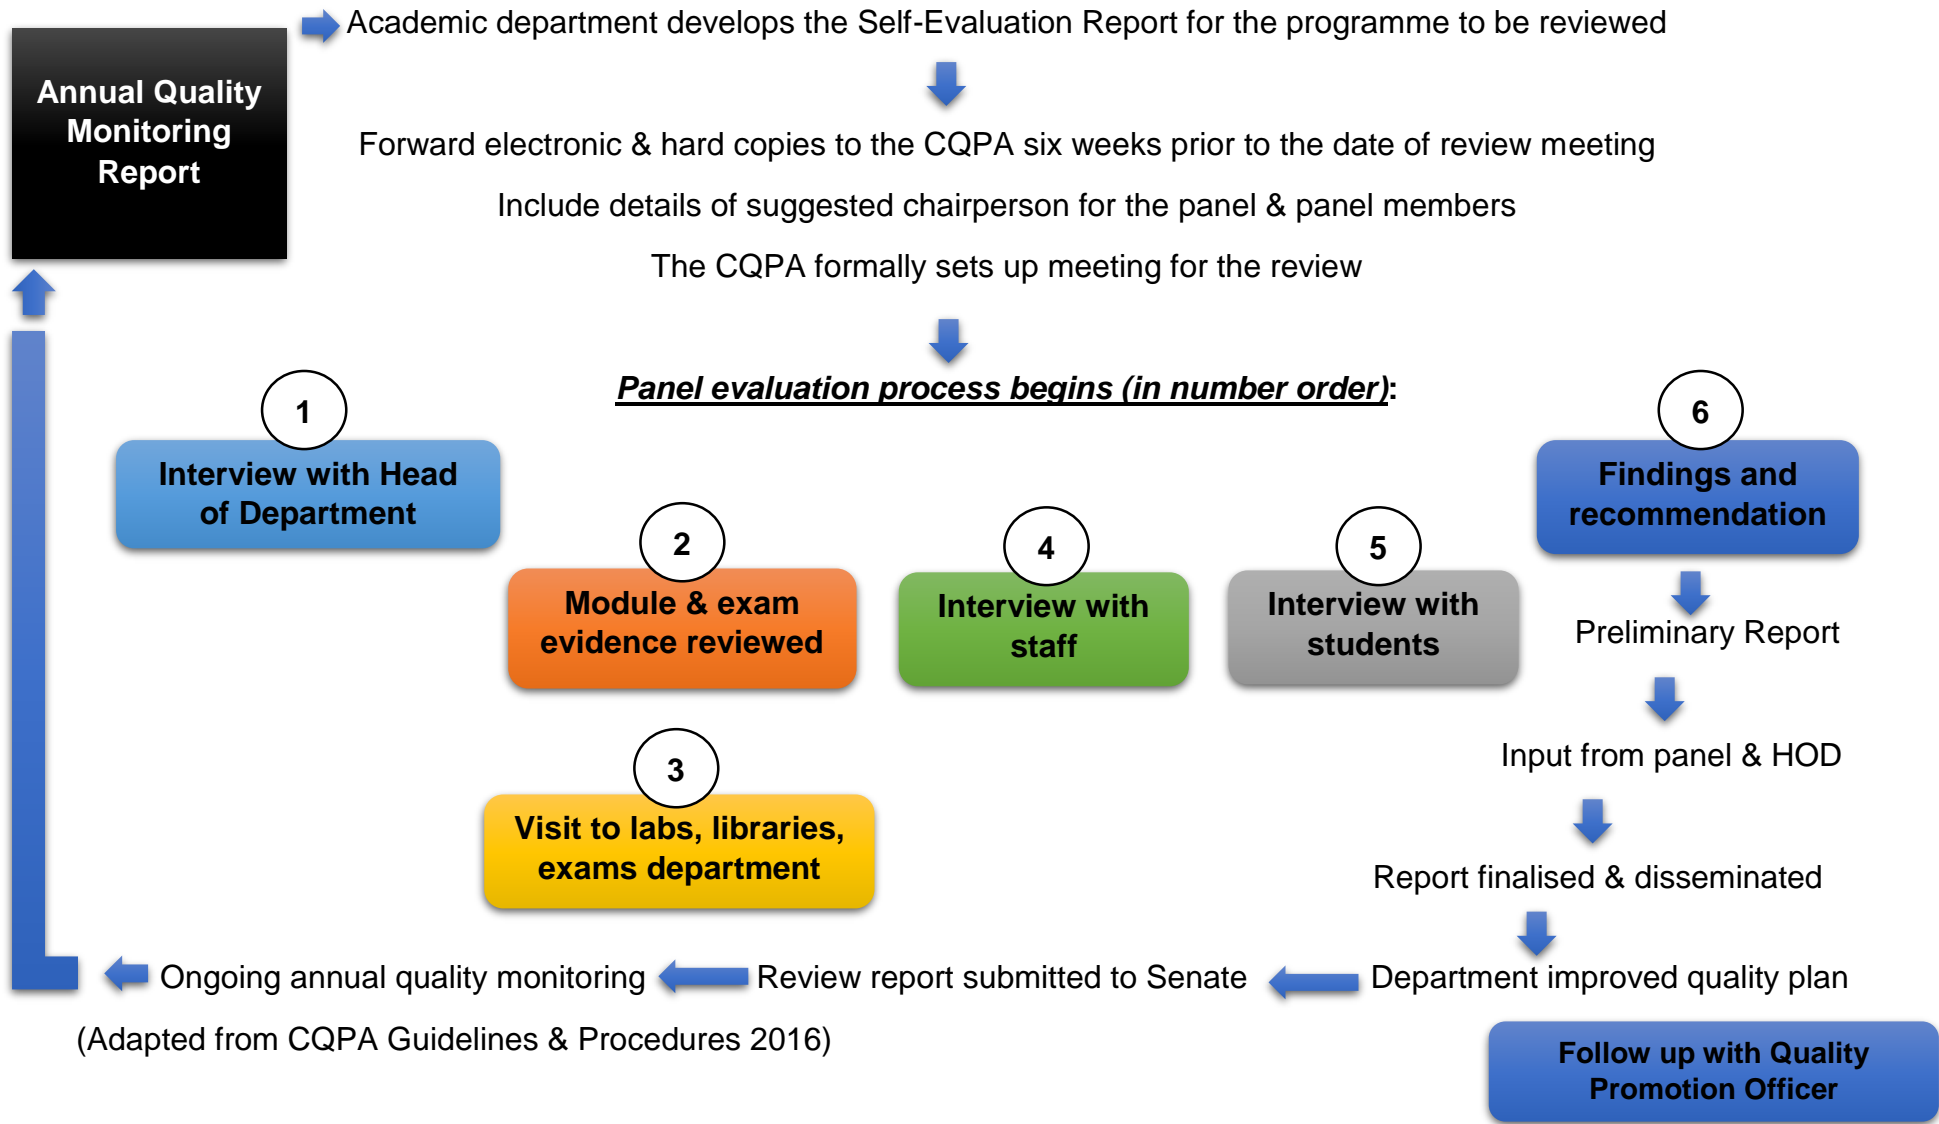 Academic department develops the Self-Evaluation Report for the programme to be reviewed
Annual Quality
Monitoring
Report
Forward electronic & hard copies to the CQPA six weeks prior to the date of review meeting
Include details of suggested chairperson for the panel & panel members
The CQPA formally sets up meeting for the review
Panel evaluation process begins (in number order):
1
Interview with Head
of Department
2
Module & exam
evidence reviewed
3
Visit to labs, libraries,
exams department
4
Interview with
staff
5
Interview with
students
6
Findings and
recommendation
Preliminary Report
Input from panel & HOD
Report finalised & disseminated
Department improved quality plan
Review report submitted to Senate
Ongoing annual quality monitoring
(Adapted from CQPA Guidelines & Procedures 2016)
Follow up with Quality
Promotion Officer